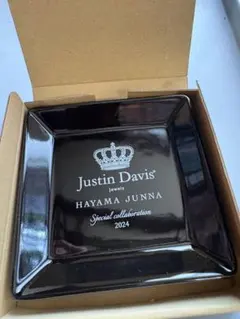 Justin Davis®
jewels
HAYAMA JUNNA
Special collaboration
2024